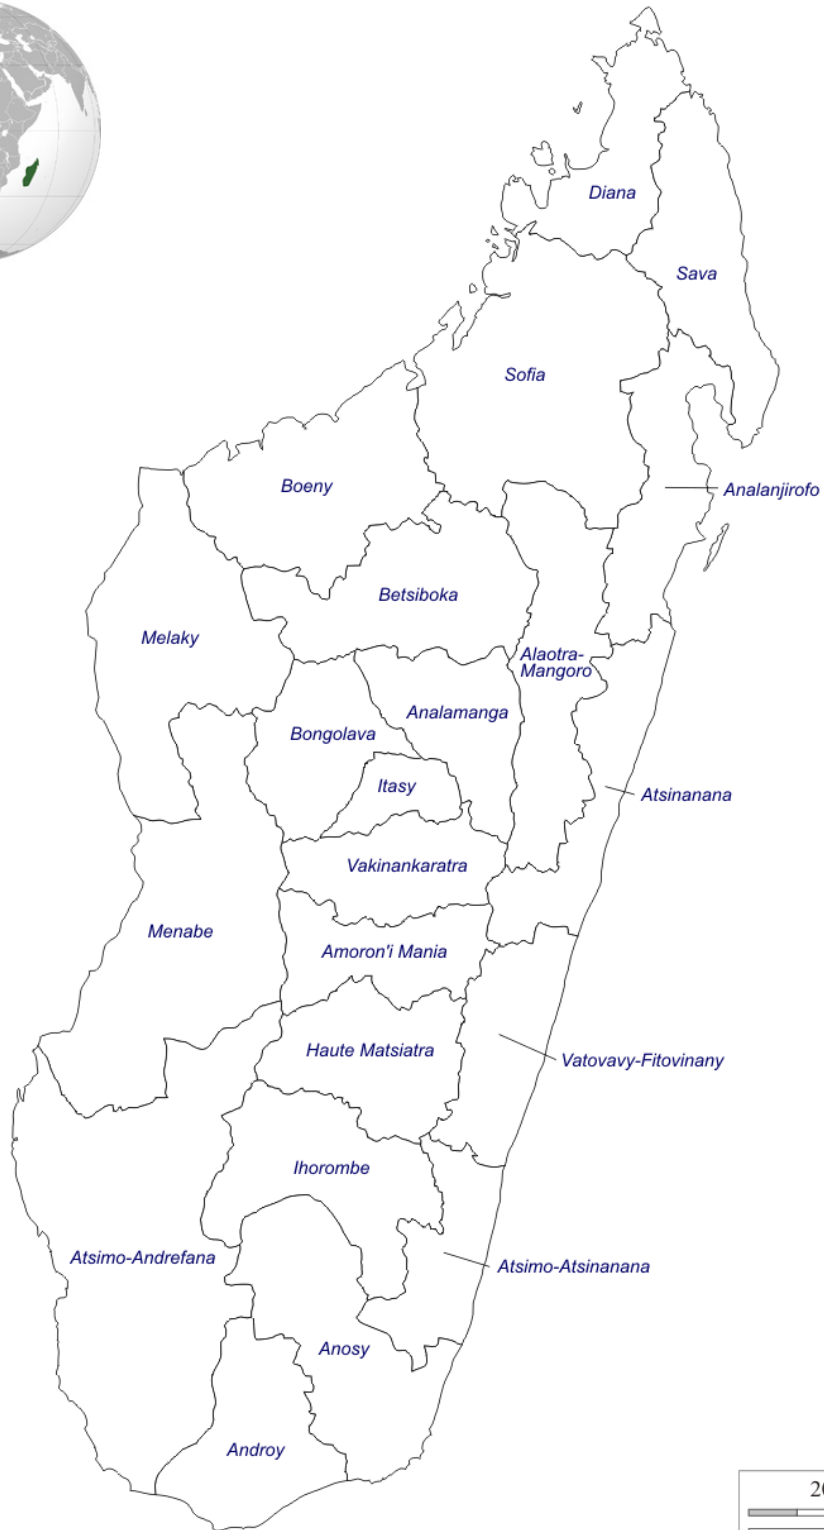 Diana
Sava
Sofia
Boeny
Analanjirofo
Betsiboka
Melaky
Alaotra-
Mangoro
Analamanga
Bongolava
Itasy
Atsinanana
Vakinankaratra
Menabe
Amoron'i Mania
Haute Matsiatra
Vatovavy-Fitovinany
Ihorombe
Atsimo-Andrefana
Atsimo-Atsinanana
Anosy
Androy